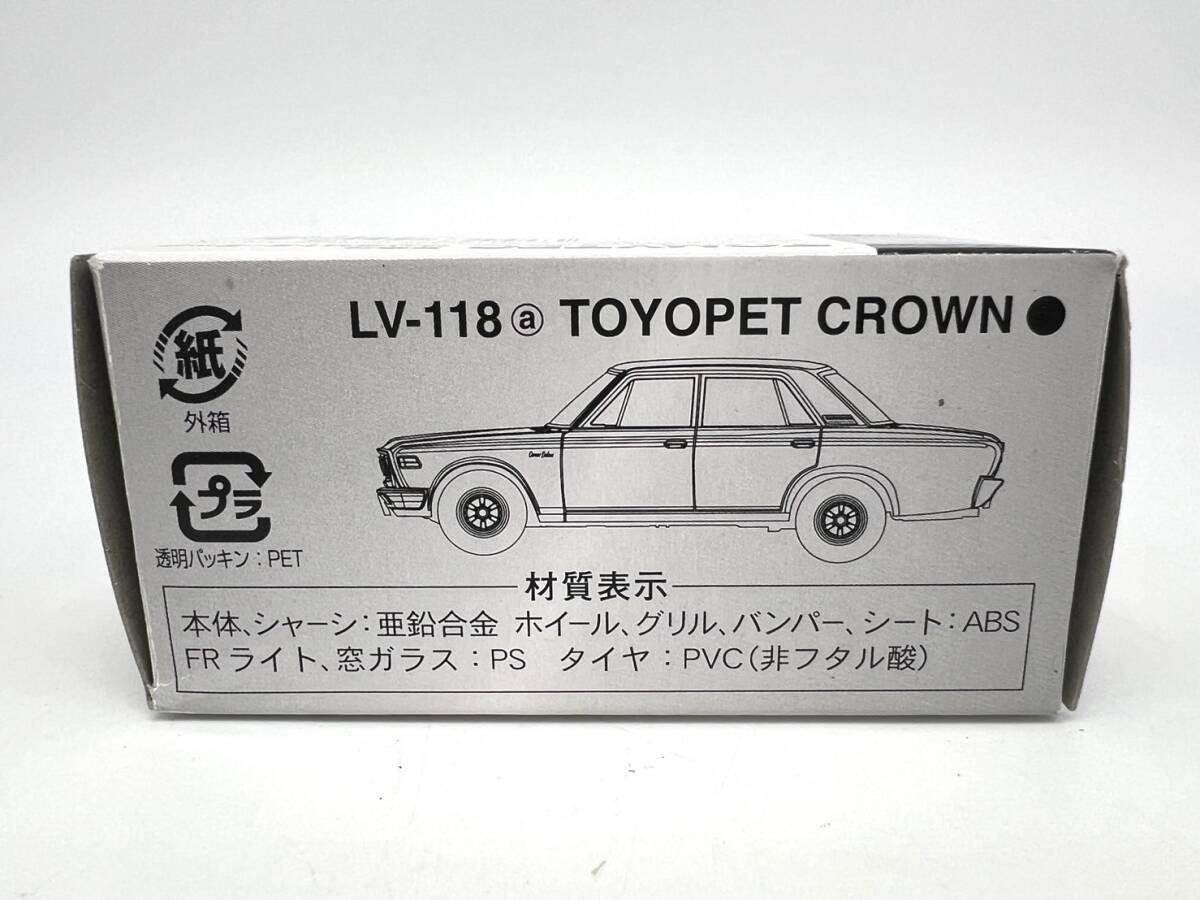 LV-118 ⓐ TOYOPET CROWN ●
紙
外箱
プラ
透明パッキン:PET
材質表示
本体、シャーシ:亜鉛合金 ホイール、グリル、バンパー、シート:ABS
FRライト、窓ガラス:PS タイヤ:PVC(非フタル酸)